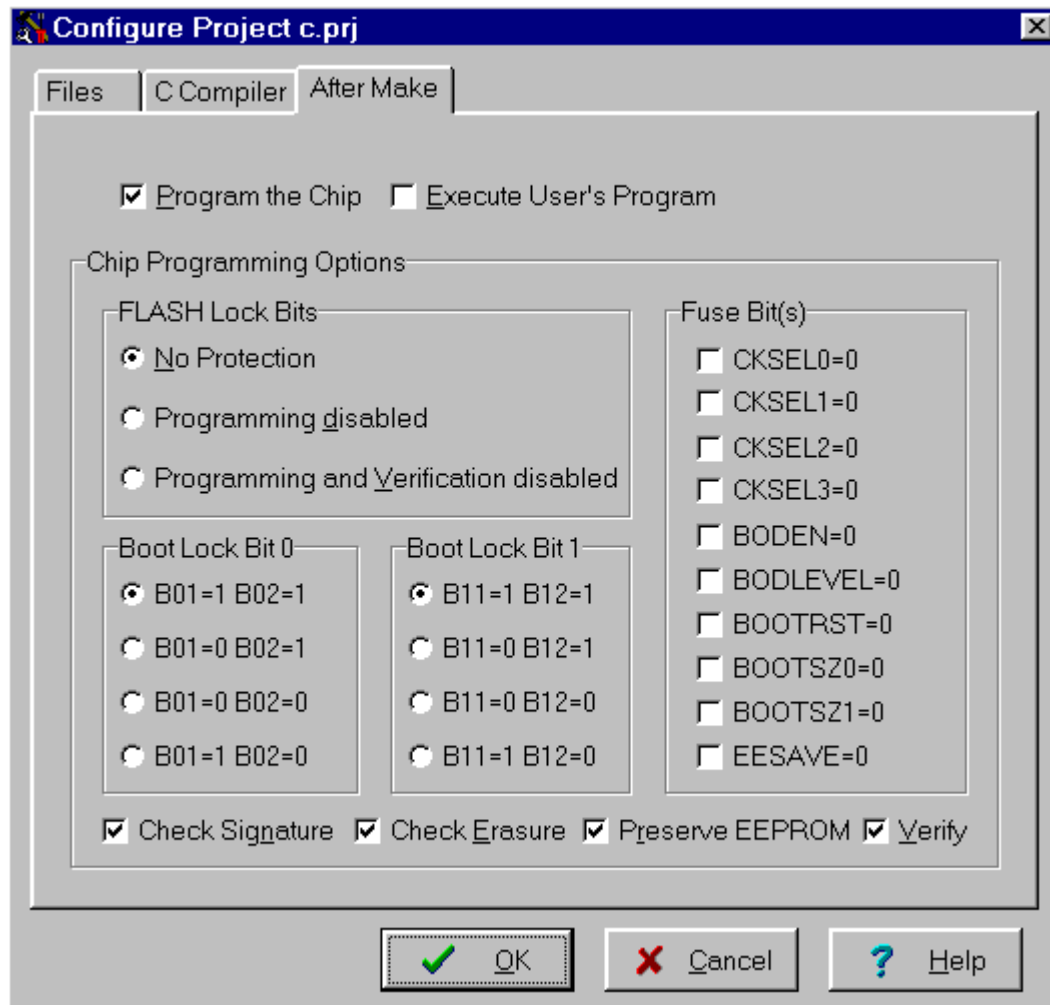 Configure Project c.prj
Files C Compiler After Make
Program the Chip Execute User's Program
Chip Programming Options
FLASH Lock Bits
No Protection
Programming disabled
Programming and Verification disabled
Boot Lock Bit 0
B01=1 B02=1
B01=0 B02=1
B01=0 B02=0
B01=1 B02=0
Boot Lock Bit 1
B11=1 B12=1
B11=0 B12=1
B11=0 B12=0
B11=1 B12=0
Fuse Bit(s)
CKSEL0=0
CKSEL1=0
CKSEL2=0
CKSEL3=0
BODEN=0
BODLEVEL=0
BOOTRST=0
BOOTSZ0=0
BOOTSZ1=0
EESAVE=0
Check Signature Check Erasure Preserve EEPROM Verify
OK Cancel Help